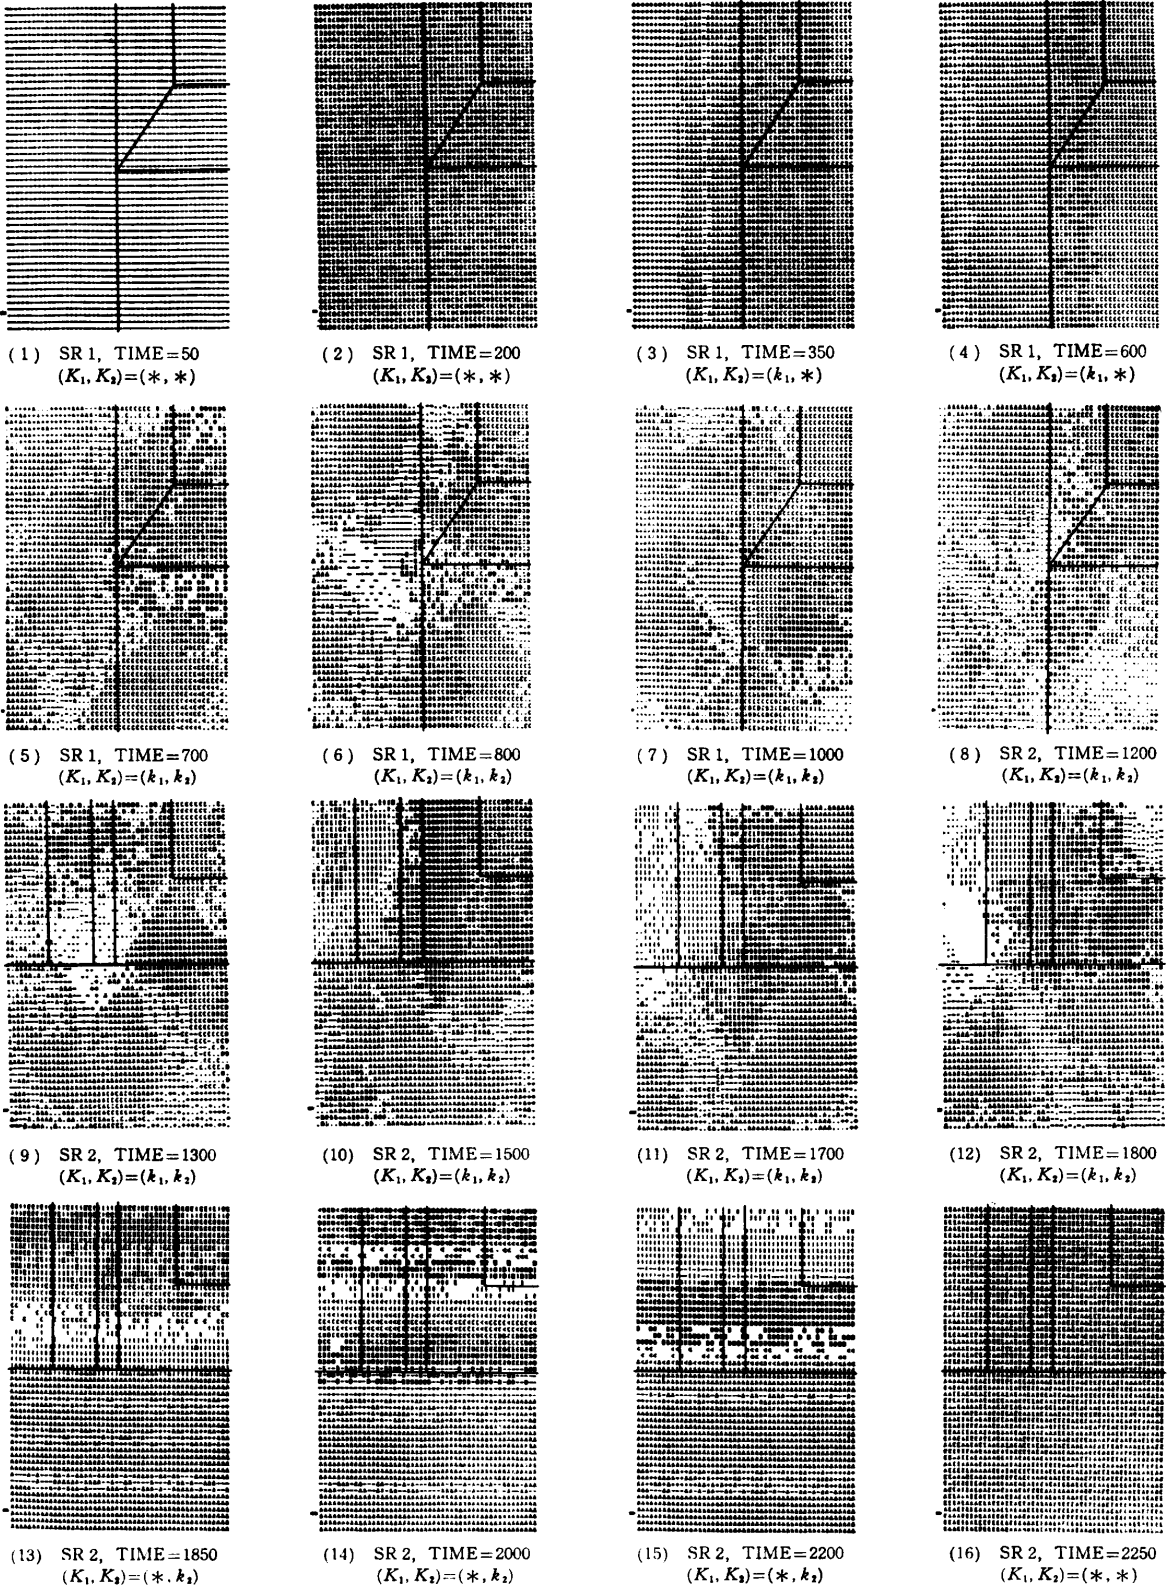 (1) SR 1, TIME=50
(K₁, K₂)=(*, *)
(2) SR 1, TIME=200
(K₁, K₂)=(*, *)
(3) SR 1, TIME=350
(K₁, K₂)=(k₁, *)
(4) SR 1, TIME=600
(K₁, K₂)=(k₁, *)
(5) SR 1, TIME=700
(K₁, K₂)=(k₁, k₂)
(6) SR 1, TIME=800
(K₁, K₂)=(k₁, k₂)
(7) SR 1, TIME=1000
(K₁, K₂)=(k₁, k₂)
(8) SR 2, TIME=1200
(K₁, K₂)=(k₁, k₂)
(9) SR 2, TIME=1300
(K₁, K₂)=(k₁, k₂)
(10) SR 2, TIME=1500
(K₁, K₂)=(k₁, k₂)
(11) SR 2, TIME=1700
(K₁, K₂)=(k₁, k₂)
(12) SR 2, TIME=1800
(K₁, K₂)=(k₁, k₂)
(13) SR 2, TIME=1850
(K₁, K₂)=(*, k₂)
(14) SR 2, TIME=2000
(K₁, K₂)=(*, k₂)
(15) SR 2, TIME=2200
(K₁, K₂)=(*, k₂)
(16) SR 2, TIME=2250
(K₁, K₂)=(*, *)